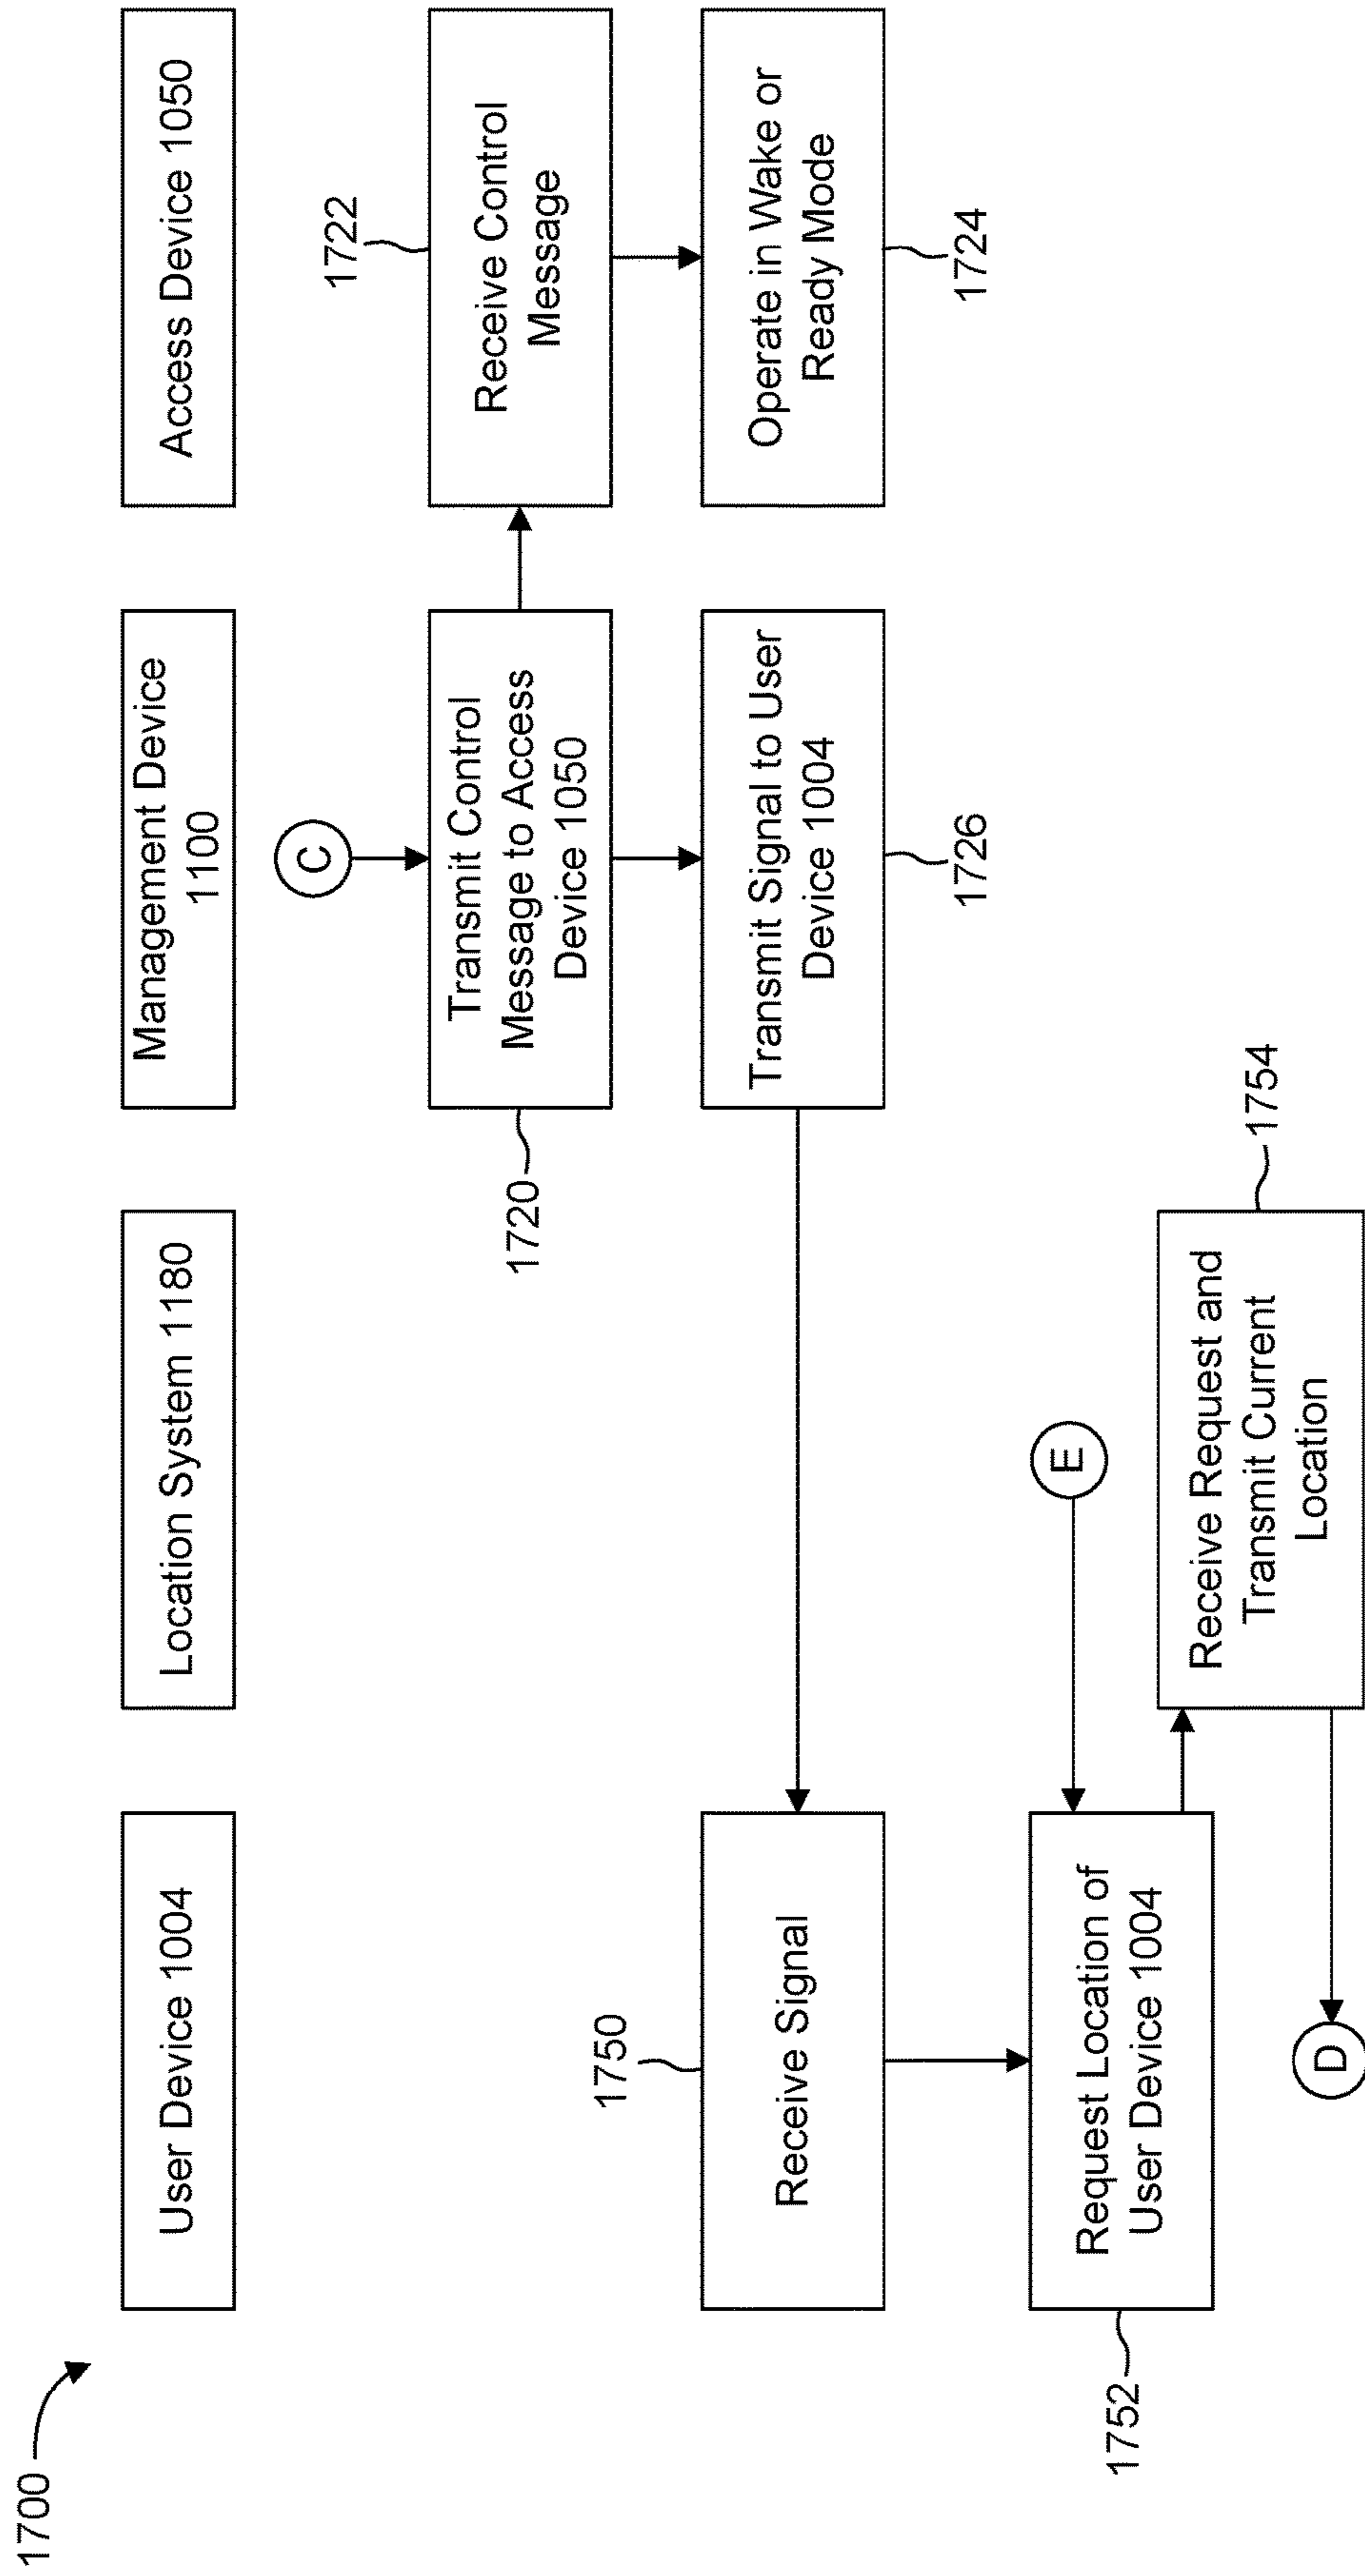 1700
User Device 1004
Location System 1180
Management Device
1100
Access Device 1050
C
1720
Transmit Control
Message to Access
Device 1050
1722
Receive Control
Message
1750
Receive Signal
Transmit Signal to User
Device 1004
1726
Operate in Wake or
Ready Mode
1724
1752
Request Location of
User Device 1004
E
Receive Request and
Transmit Current
Location
1754
D